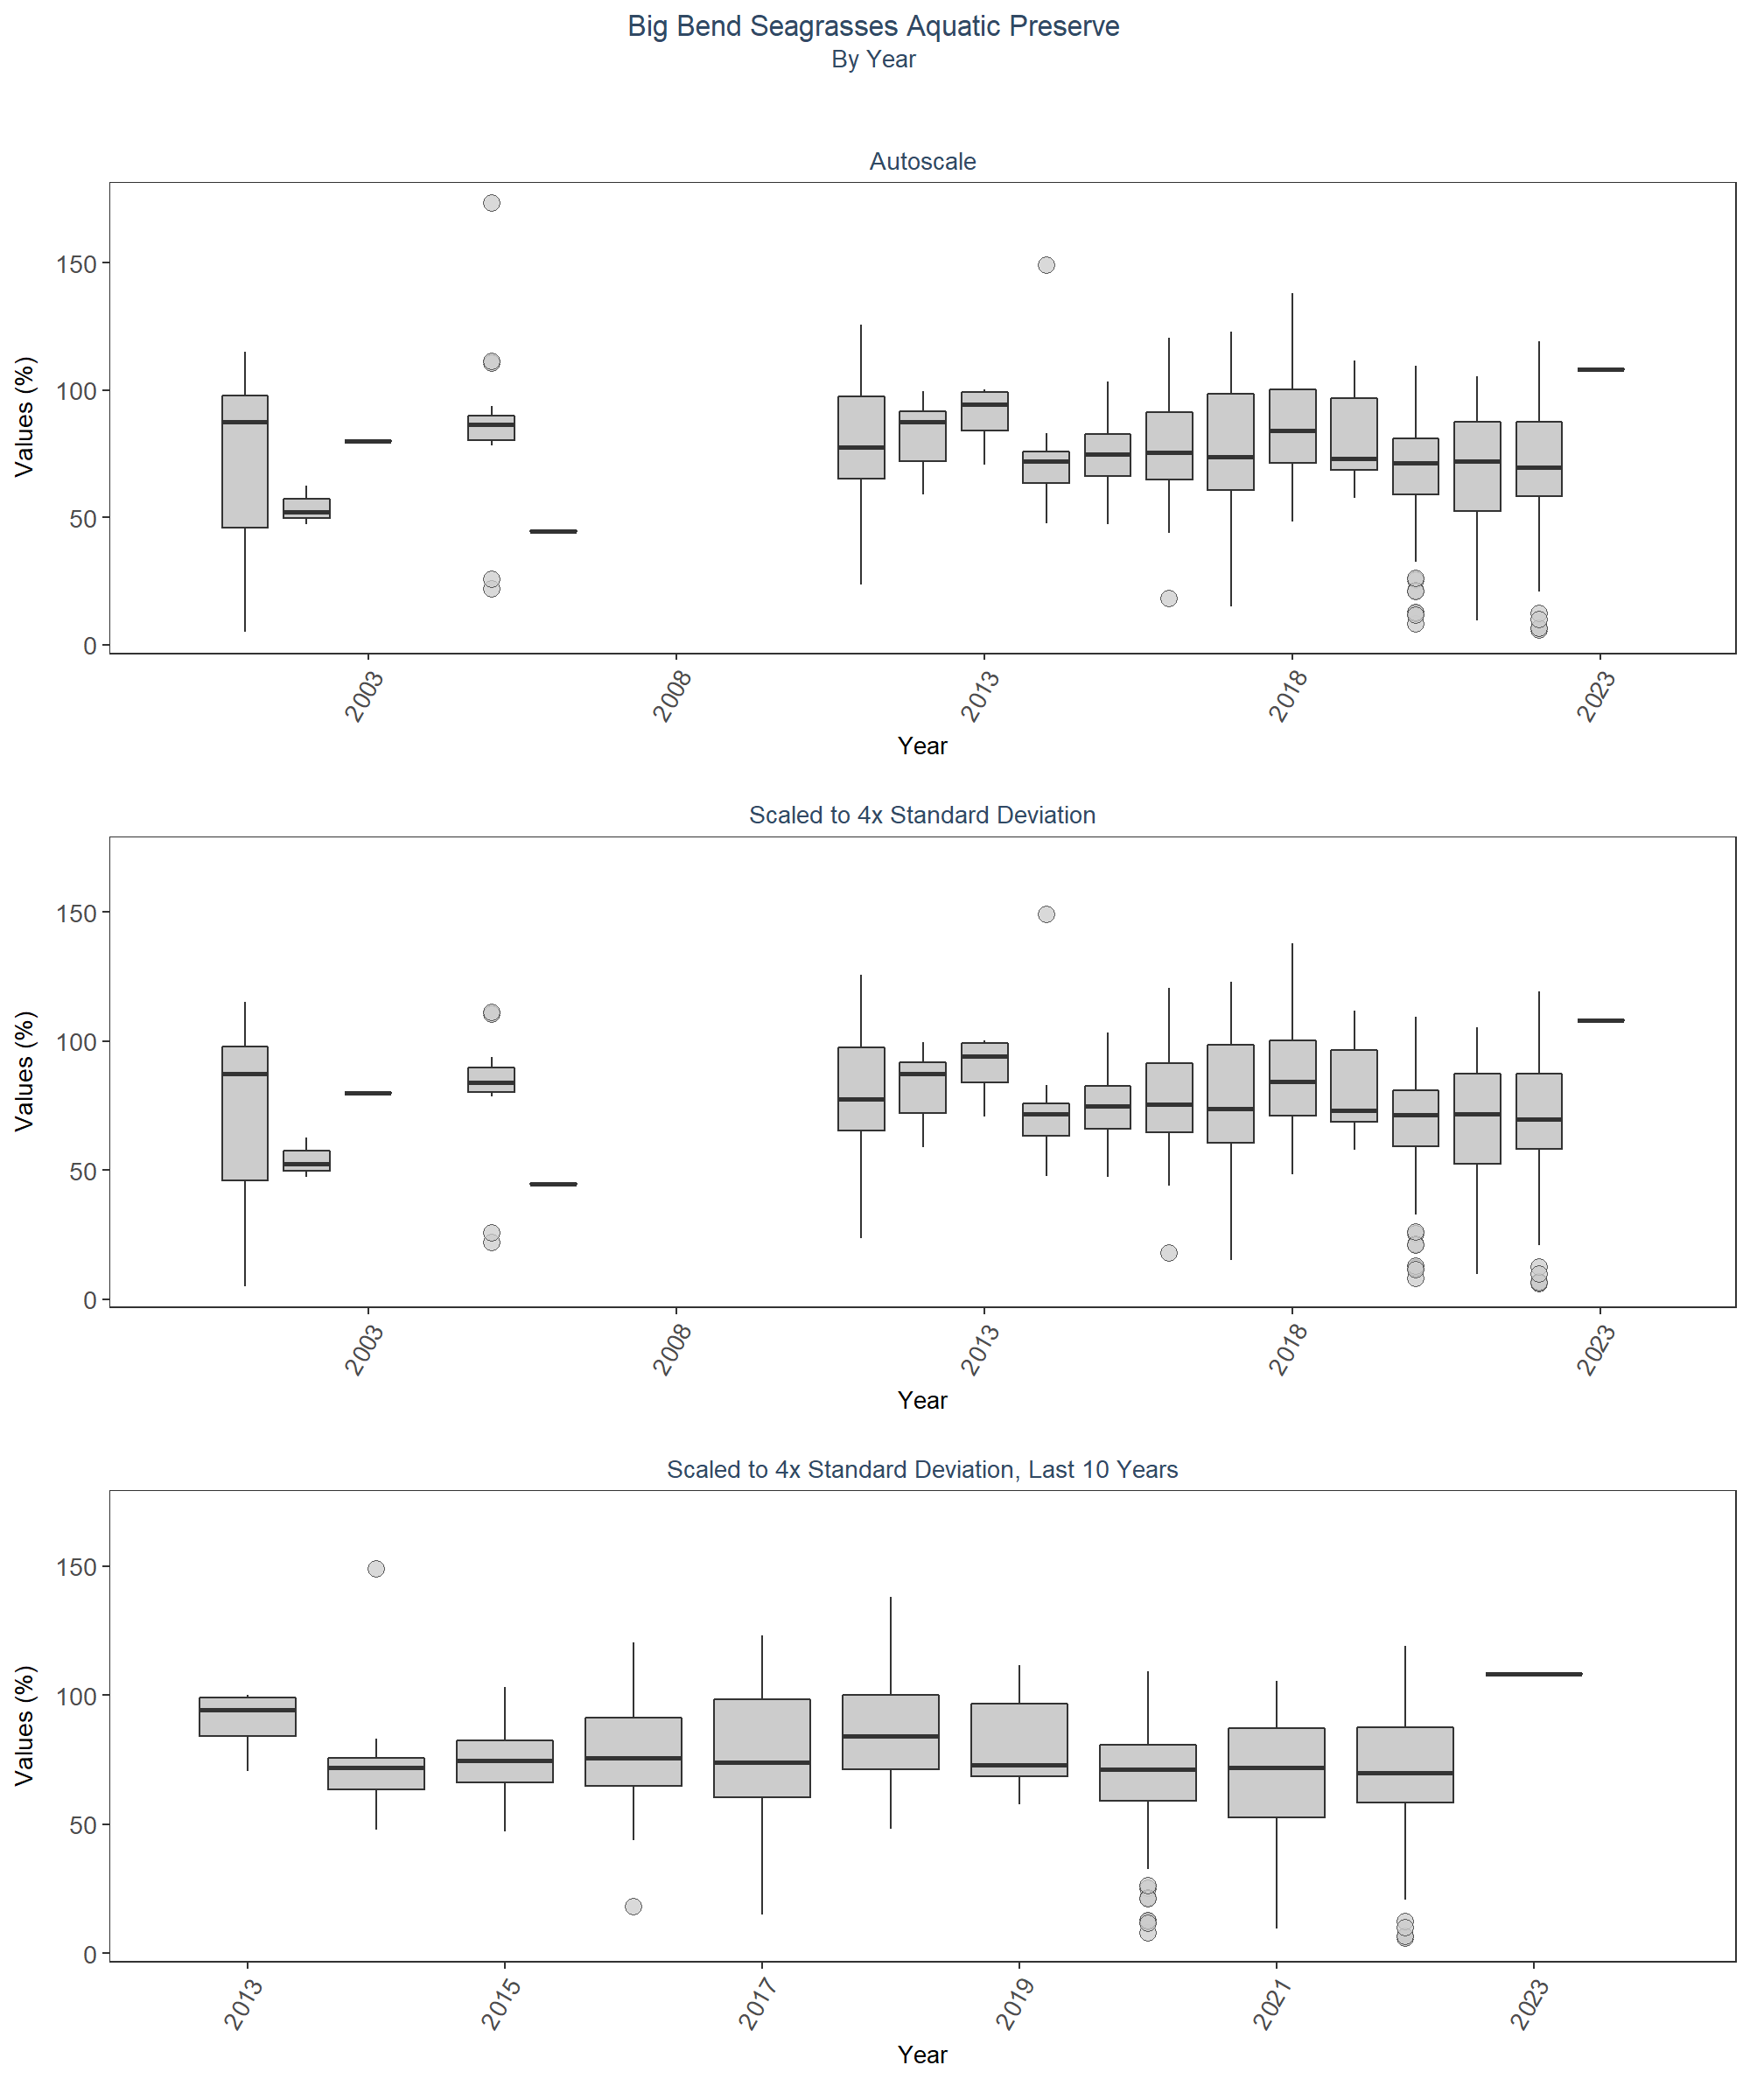 Big Bend Seagrasses Aquatic Preserve
By Year
Autoscale
Values (%)
150
100
50
0
2003 2008 2013 2018 2023
Year
Scaled to 4x Standard Deviation
Values (%)
150
100
50
0
2003 2008 2013 2018 2023
Year
Scaled to 4x Standard Deviation, Last 10 Years
Values (%)
150
100
50
0
2013 2015 2017 2019 2021 2023
Year